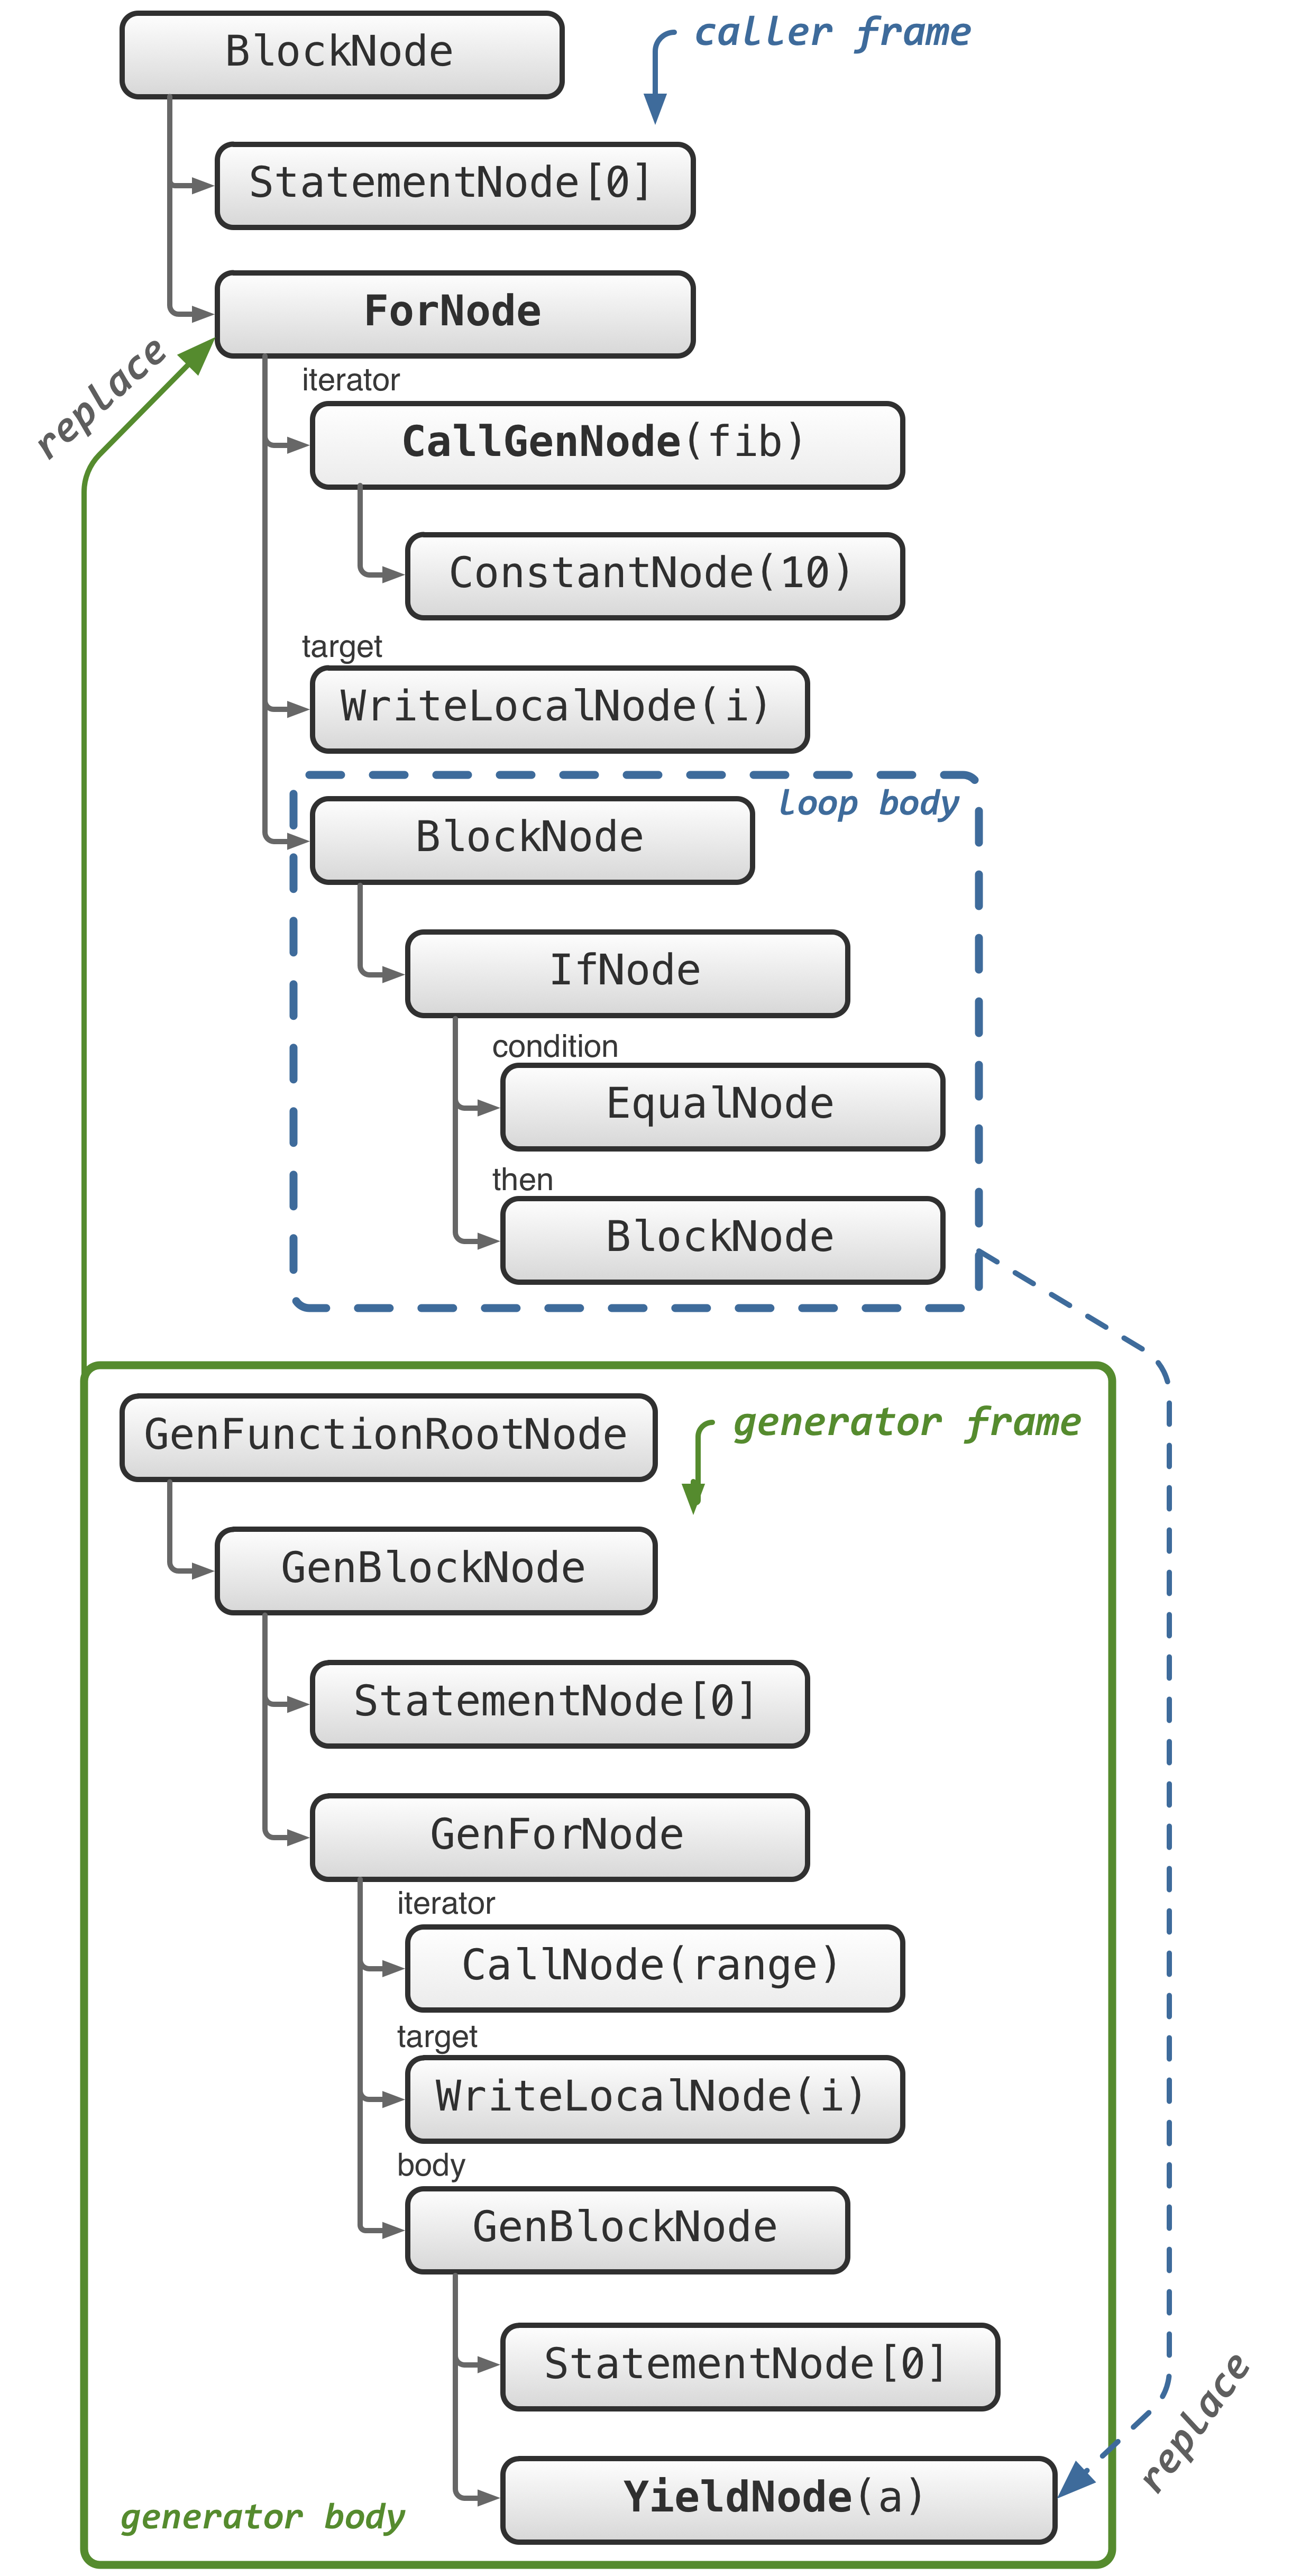 BlockNode
caller frame
StatementNode[0]
ForNode
replace
iterator
CallGenNode(fib)
ConstantNode(10)
target
WriteLocalNode(i)
loop body
BlockNode
IfNode
condition
EqualNode
then
BlockNode
GenFunctionRootNode
generator frame
GenBlockNode
StatementNode[0]
GenForNode
iterator
CallNode(range)
target
WriteLocalNode(i)
body
GenBlockNode
StatementNode[0]
replace
YieldNode(a)
generator body